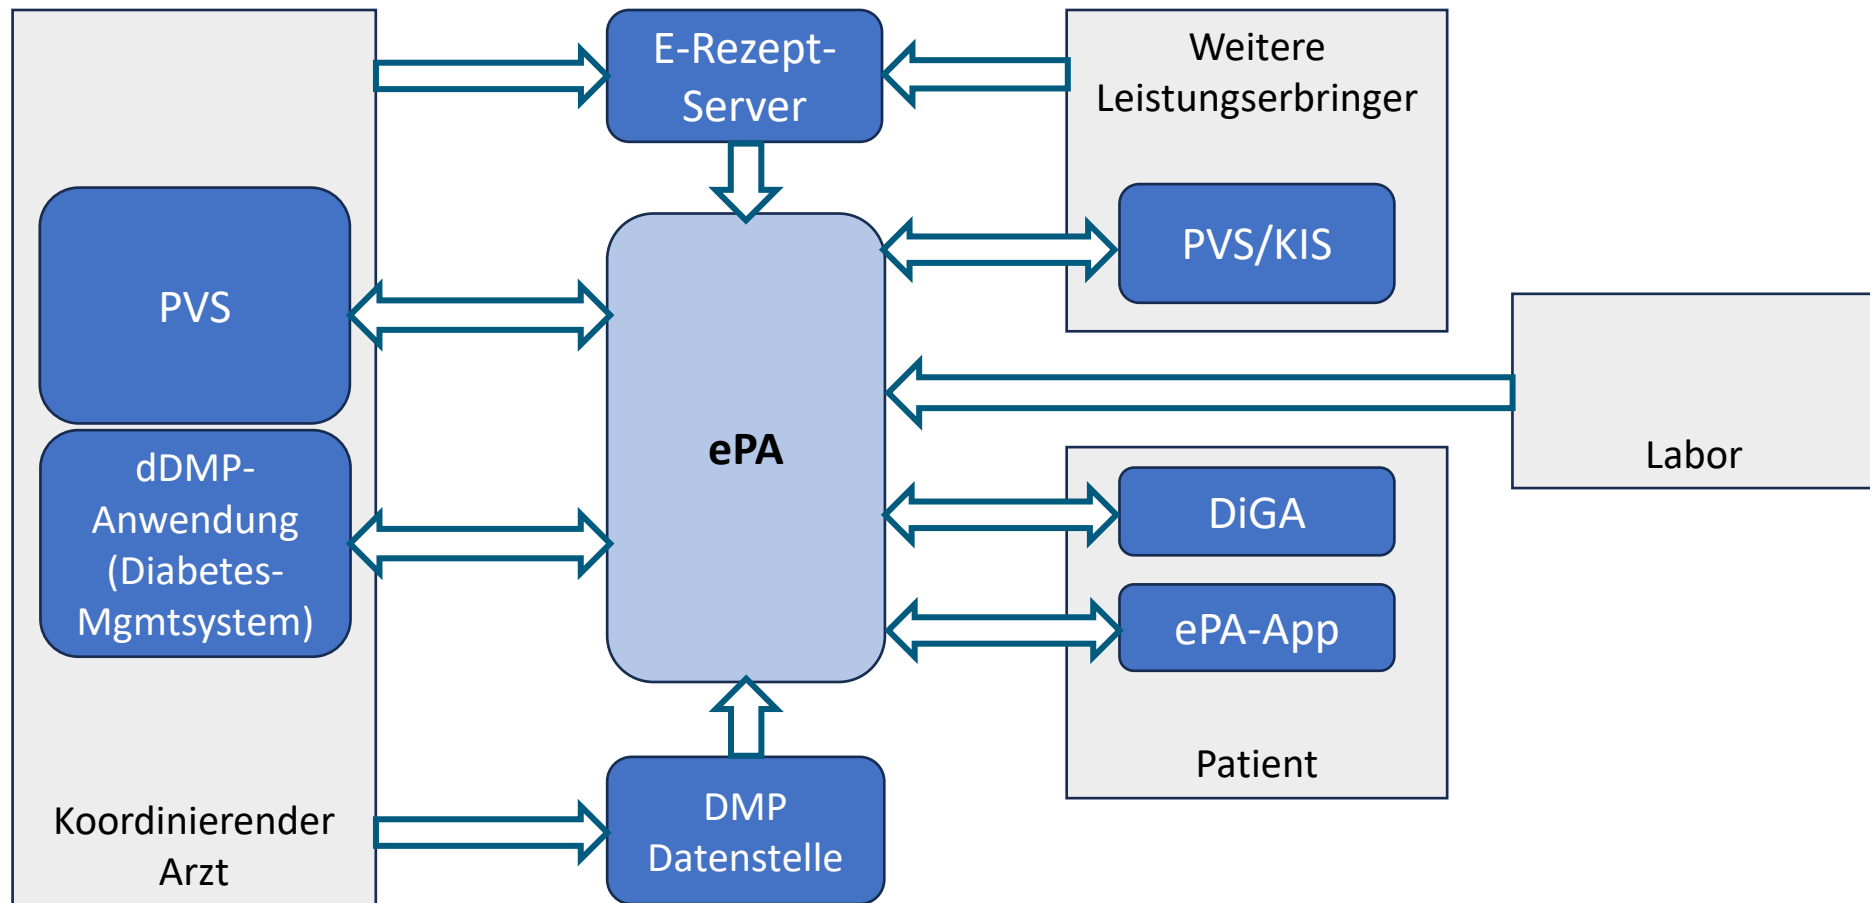 E-Rezept-
Server
Weitere
Leistungserbringer
PVS
PVS/KIS
ePA
Labor
dDMP-
Anwendung
(Diabetes-
Mgmtsystem)
DiGA
ePA-App
Patient
Koordinierender
Arzt
DMP
Datenstelle